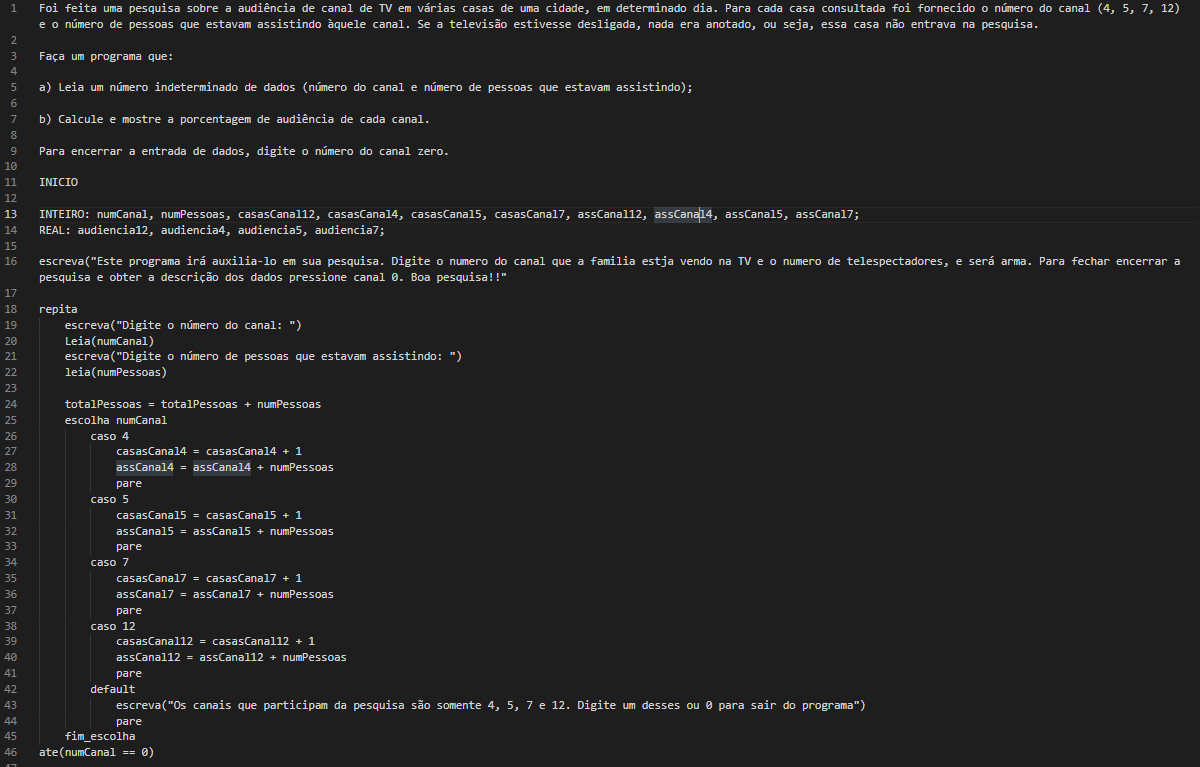 1 Foi feita uma pesquisa sobre a audiência de canal de TV em várias casas de uma cidade, em determinado dia. Para cada casa consultada foi fornecido o número do canal (4, 5, 7, 12)
e o número de pessoas que estavam assistindo àquele canal. Se a televisão estivesse desligada, nada era anotado, ou seja, essa casa não entrava na pesquisa.
2
3 Faça um programa que:
4
5 a) Leia um número indeterminado de dados (número do canal e número de pessoas que estavam assistindo);
6
7 b) Calcule e mostre a porcentagem de audiência de cada canal.
8
9 Para encerrar a entrada de dados, digite o número do canal zero.
10
11 INICIO
12
13 INTEIRO: numCanal, numPessoas, casasCanal12, casasCanal4, casasCanal5, casasCanal7, assCanal12, assCanal4, assCanal5, assCanal7;
14 REAL: audiencia12, audiencia4, audiencia5, audiencia7;
15
16 escreva("Este programa irá auxilia-lo em sua pesquisa. Digite o numero do canal que a familia estja vendo na TV e o numero de telespectadores, e será arma. Para fechar encerrar a
pesquisa e obter a descrição dos dados pressione canal 0. Boa pesquisa!!"
17
18 repita
19 escreva("Digite o número do canal: ")
20 Leia(numCanal)
21 escreva("Digite o número de pessoas que estavam assistindo: ")
22 leia(numPessoas)
23
24 totalPessoas = totalPessoas + numPessoas
25 escolha numCanal
26 caso 4
27 casasCanal4 = casasCanal4 + 1
28 assCanal4 = assCanal4 + numPessoas
29 pare
30 caso 5
31 casasCanal5 = casasCanal5 + 1
32 assCanal5 = assCanal5 + numPessoas
33 pare
34 caso 7
35 casasCanal7 = casasCanal7 + 1
36 assCanal7 = assCanal7 + numPessoas
37 pare
38 caso 12
39 casasCanal12 = casasCanal12 + 1
40 assCanal12 = assCanal12 + numPessoas
41 pare
42 default
43 escreva("Os canais que participam da pesquisa são somente 4, 5, 7 e 12. Digite um desses ou 0 para sair do programa")
44 pare
45 fim_escolha
46 ate(numCanal == 0)
47